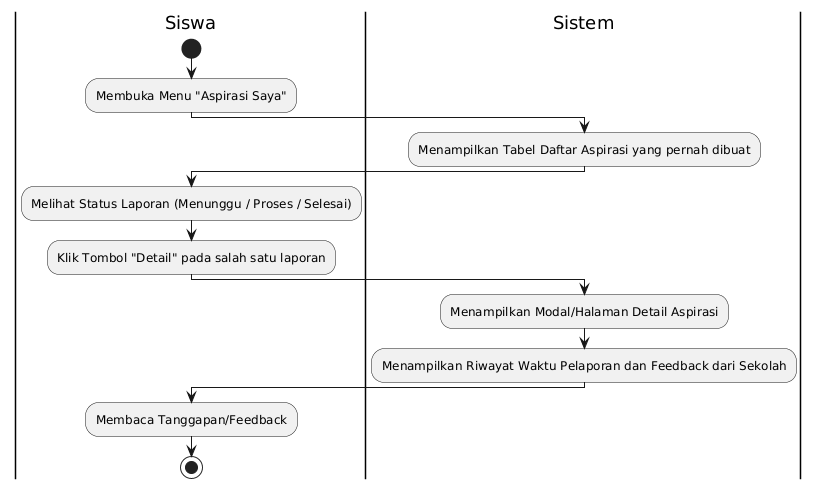 Siswa
Sistem
Membuka Menu "Aspirasi Saya"
Menampilkan Tabel Daftar Aspirasi yang pernah dibuat
Melihat Status Laporan (Menunggu / Proses / Selesai)
Klik Tombol "Detail" pada salah satu laporan
Menampilkan Modal/Halaman Detail Aspirasi
Menampilkan Riwayat Waktu Pelaporan dan Feedback dari Sekolah
Membaca Tanggapan/Feedback